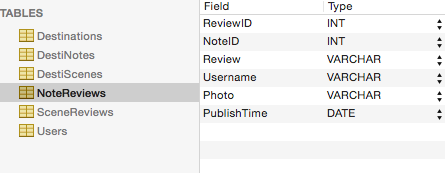 TABLES
Destinations
DestiNotes
DestiScenes
NoteReviews
SceneReviews
Users
Field Type
ReviewID INT
NoteID INT
Review VARCHAR
Username VARCHAR
Photo VARCHAR
PublishTime DATE